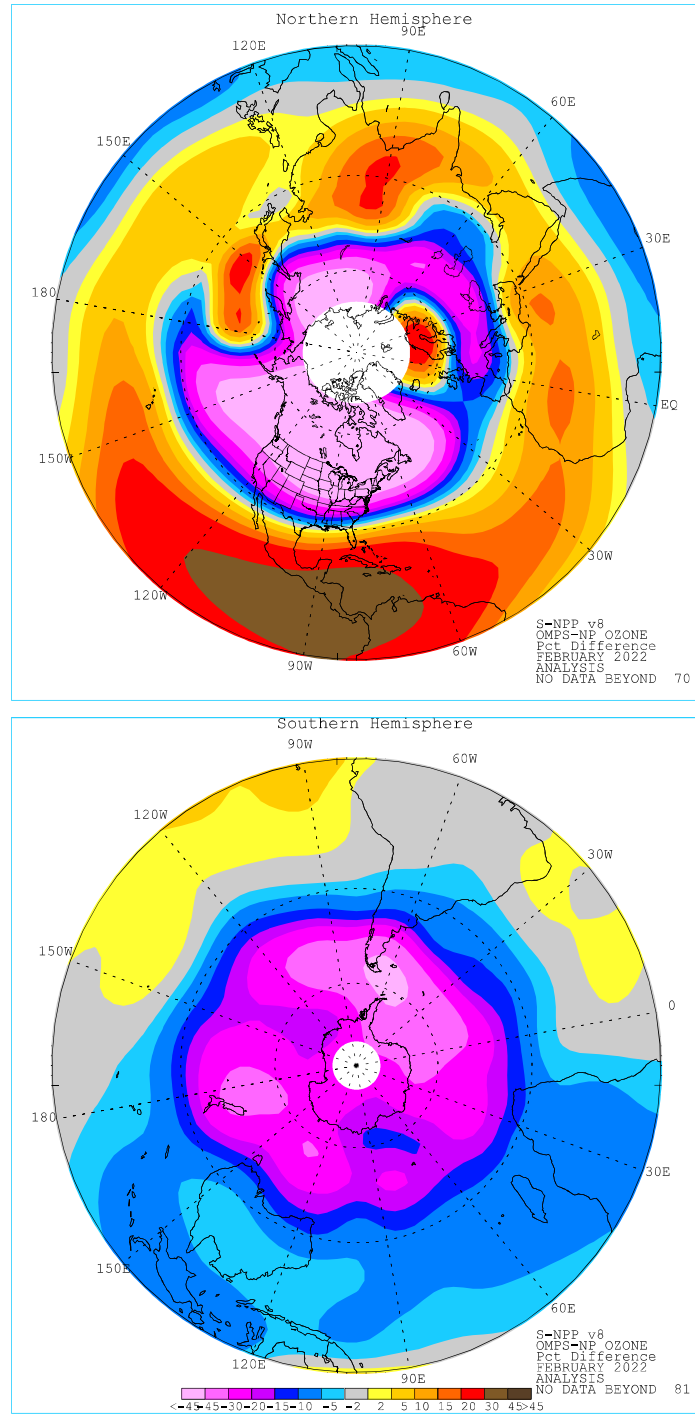 Northern Hemisphere
90E
120E
60E
150E
30E
180
EQ
150W
30W
120W
60W
90W
S-NPP v8
OMPS-NP OZONE
Pct Difference
FEBRUARY 2022
ANALYSIS
NO DATA BEYOND 70
Southern Hemisphere
90W
60W
120W
30W
150W
0
180
30E
150E
60E
120E
90E
S-NPP v8
OMPS-NP OZONE
Pct Difference
FEBRUARY 2022
ANALYSIS
NO DATA BEYOND 81
<-45 -45 -30 -20 -15 -10 -5 -2 2 5 10 15 20 30 45 >45